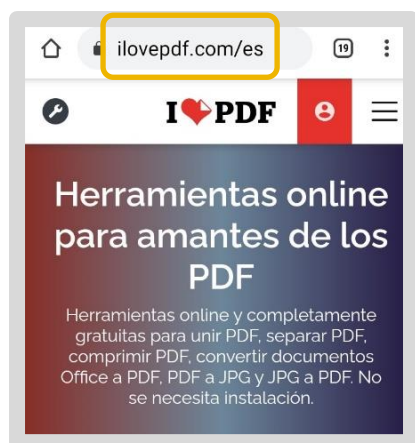 ilovepdf.com/es
19
I PDF
Herramientas online
para amantes de los
PDF
Herramientas online y completamente
gratuitas para unir PDF, separar PDF,
comprimir PDF, convertir documentos
Office a PDF, PDF a JPG y JPG a PDF. No
se necesita instalación.